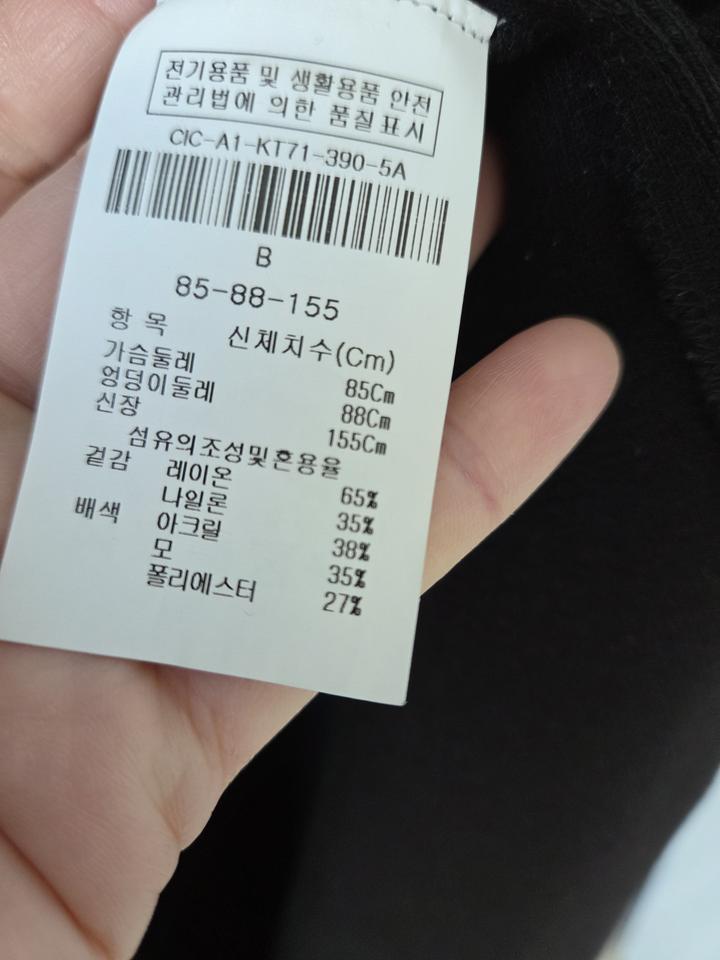 전기용품 및 생활용품 안전
관리법에 의한 품질표시
CIC-A1-KT71-390-5A
B
85-88-155
항 목 신체치수(Cm)
가슴둘레 85Cm
엉덩이둘레 88Cm
신장 155Cm
섬유의조성및혼용율
겉감 레이온 65%
나일론 35%
배색 아크릴 38%
모 35%
폴리에스터 27%